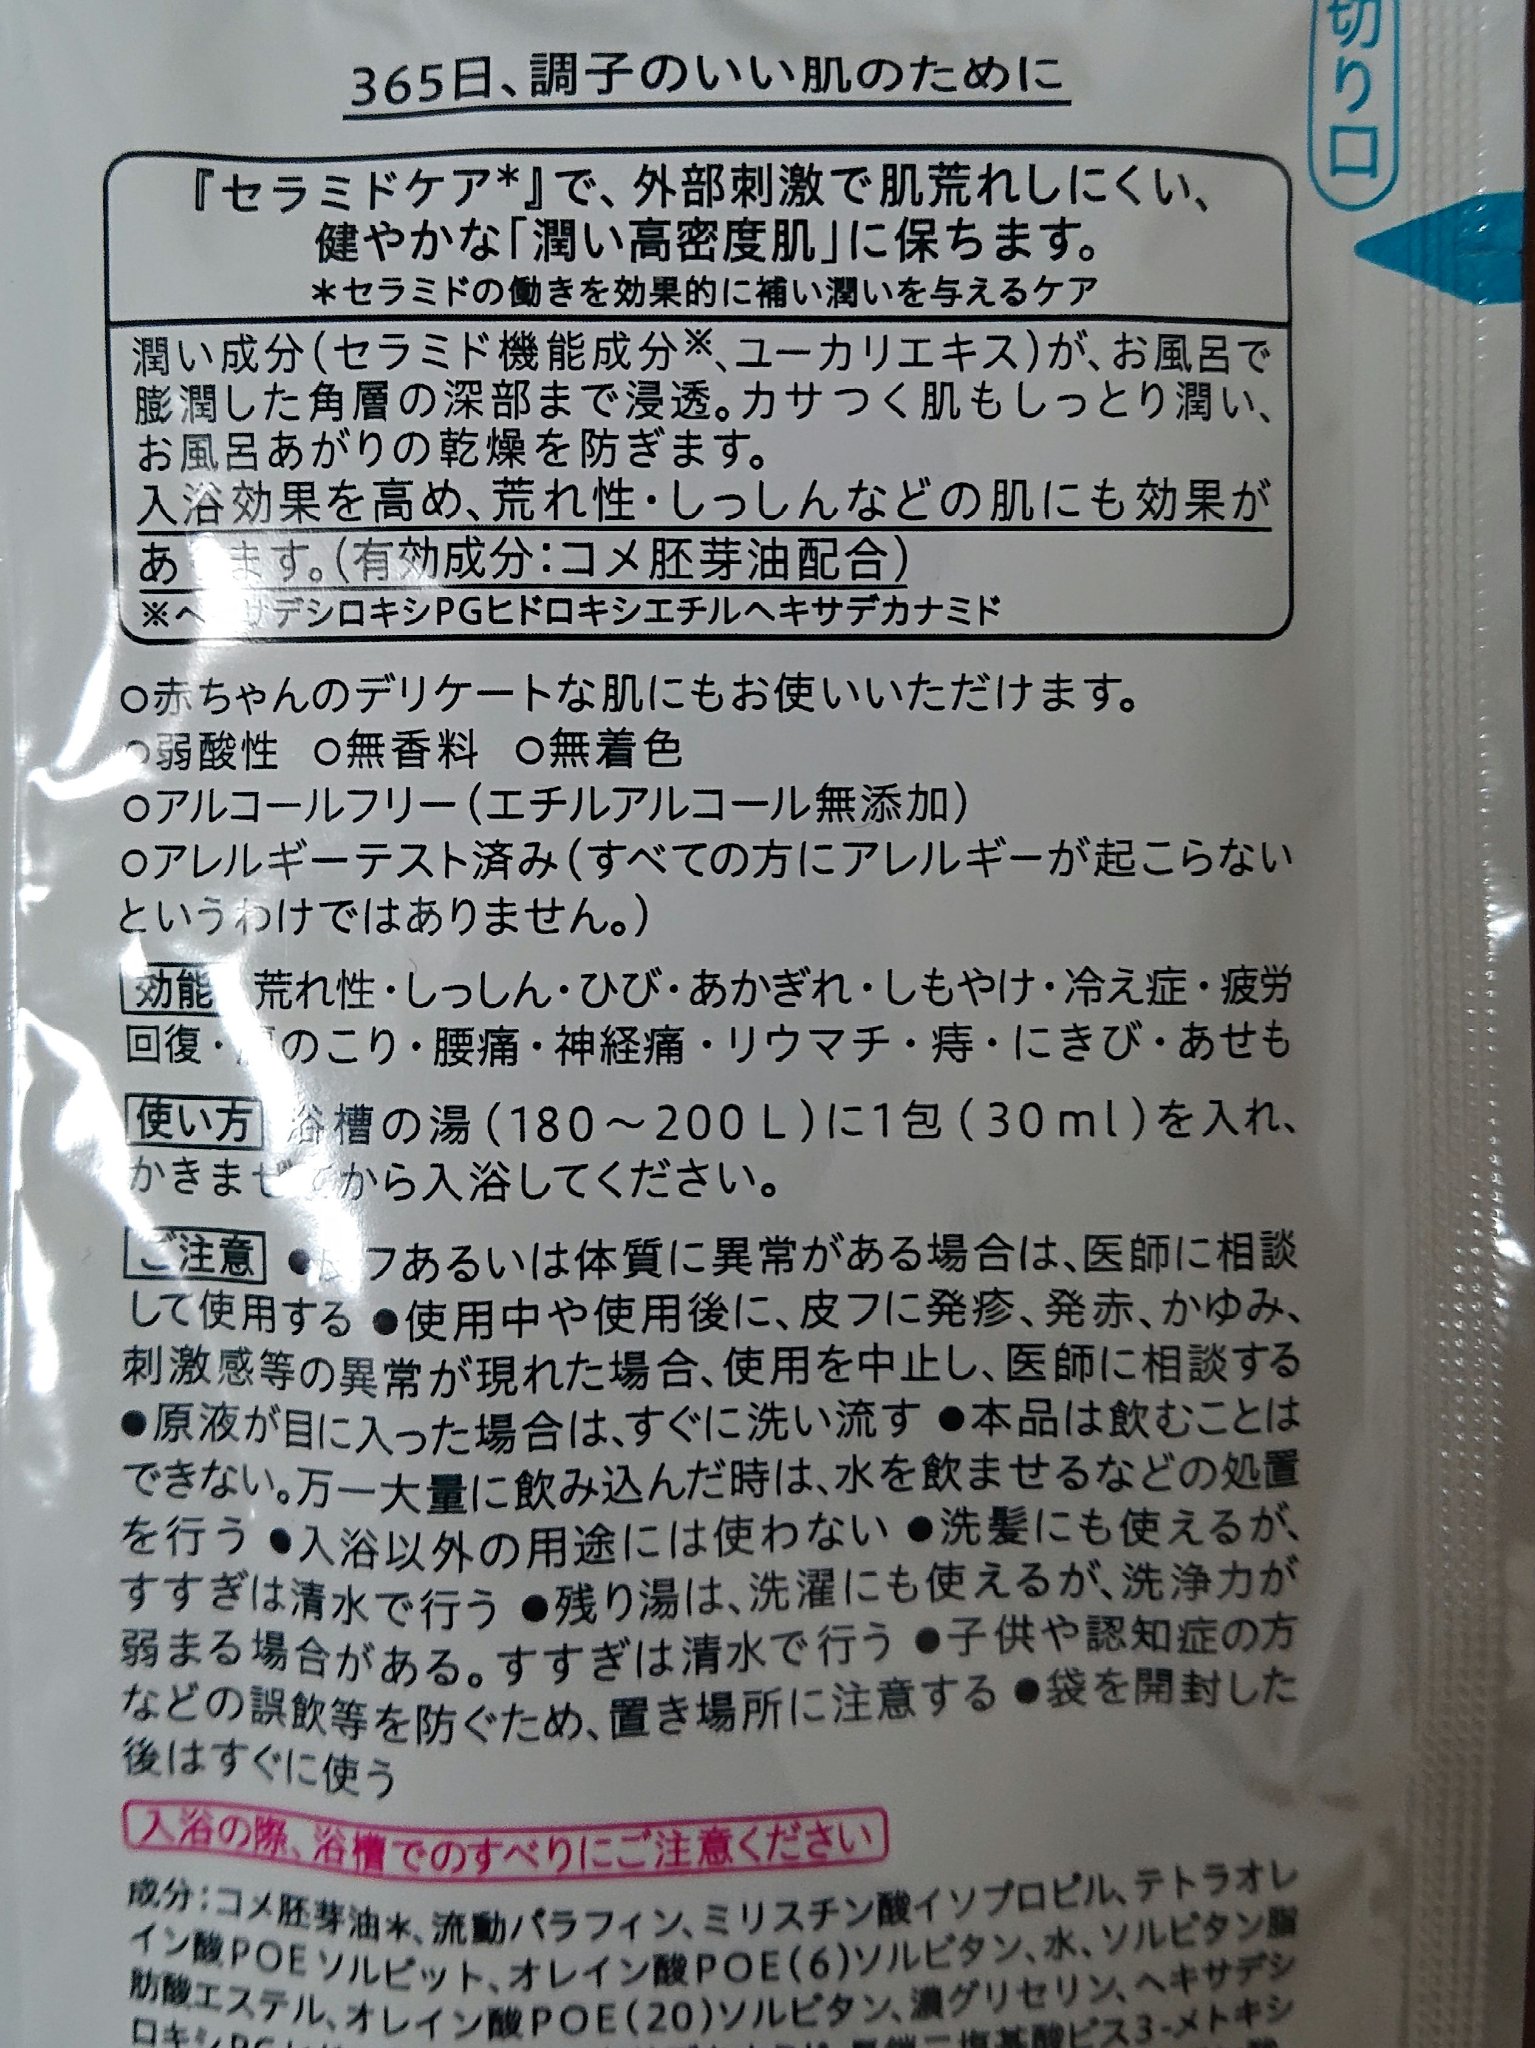 切り口
365日、調子のいい肌のために
『セラミドケア*』で、外部刺激で肌荒れしにくい、
健やかな「潤い高密度肌」に保ちます。
*セラミドの働きを効果的に補い潤いを与えるケア
潤い成分(セラミド機能成分※、ユーカリエキス)が、お風呂で
膨潤した角層の深部まで浸透。カサつく肌もしっとり潤い、
お風呂あがりの乾燥を防ぎます。
入浴効果を高め、荒れ性・しっしんなどの肌にも効果が
あります。(有効成分:コメ胚芽油配合)
※ヘキサデシロキシPGヒドロキシエチルヘキサデカナミド
○赤ちゃんのデリケートな肌にもお使いいただけます。
○弱酸性 ○無香料 ○無着色
○アルコールフリー(エチルアルコール無添加)
○アレルギーテスト済み(すべての方にアレルギーが起こらない
というわけではありません。)
効能 荒れ性・しっしん・ひび・あかぎれ・しもやけ・冷え症・疲労
回復・肩のこり・腰痛・神経痛・リウマチ・痔・にきび・あせも
使い方 浴槽の湯(180〜200L)に1包(30ml)を入れ、
かきまぜてから入浴してください。
ご注意 ●皮フあるいは体質に異常がある場合は、医師に相談
して使用する ●使用中や使用後に、皮フに発疹、発赤、かゆみ、
刺激感等の異常が現れた場合、使用を中止し、医師に相談する
●原液が目に入った場合は、すぐに洗い流す ●本品は飲むことは
できない。万一大量に飲み込んだ時は、水を飲ませるなどの処置
を行う ●入浴以外の用途には使わない ●洗髪にも使えるが、
すすぎは清水で行う ●残り湯は、洗濯にも使えるが、洗浄力が
弱まる場合がある。すすぎは清水で行う ●子供や認知症の方
などの誤飲等を防ぐため、置き場所に注意する ●袋を開封した
後はすぐに使う
入浴の際、浴槽でのすべりにご注意ください
成分:コメ胚芽油*、流動パラフィン、ミリスチン酸イソプロピル、テトラオレ
イン酸POEソルビット、オレイン酸POE(6)ソルビタン、水、ソルビタン脂
肪酸エステル、オレイン酸POE(20)ソルビタン、濃グリセリン、ヘキサデシ
ロキシPG